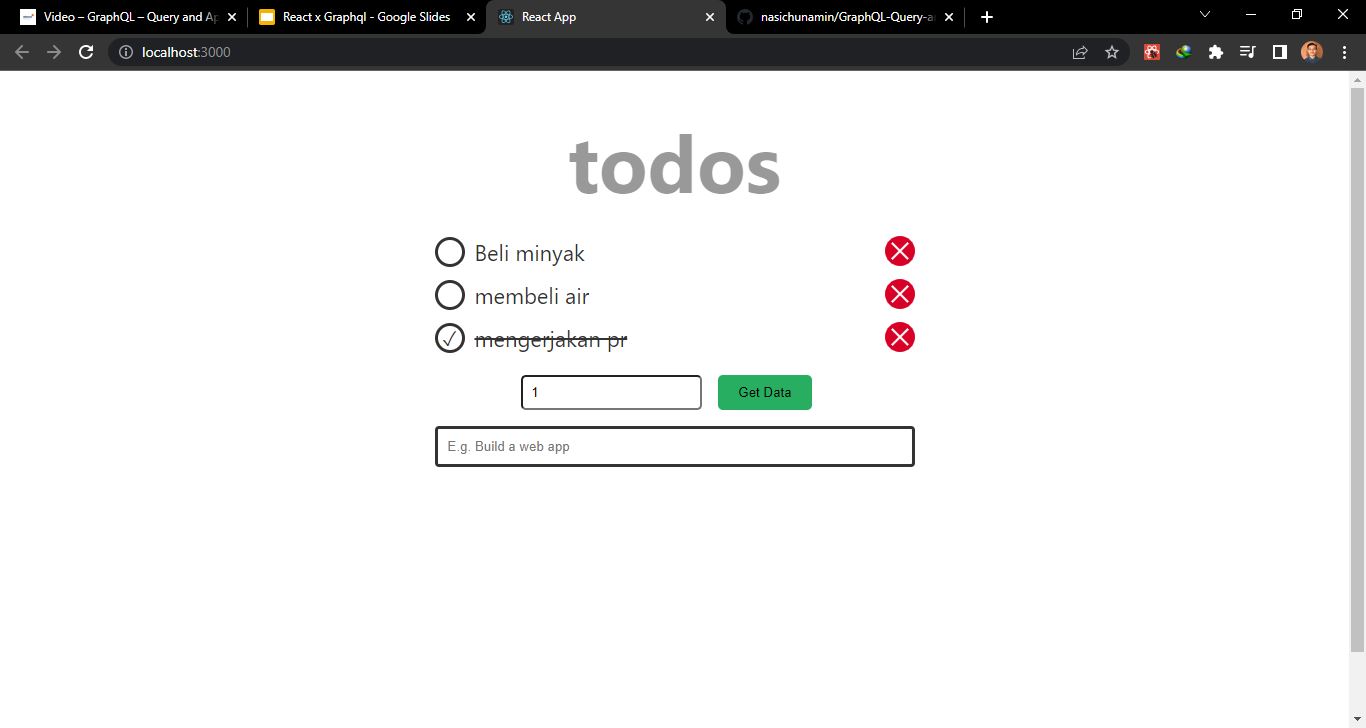 Video – GraphQL – Query and Ap
React x Graphql - Google Slides
React App
nasichunamin/GraphQL-Query-a
localhost:3000
todos
Beli minyak
membeli air
mengerjakan pr
1
Get Data
E.g. Build a web app